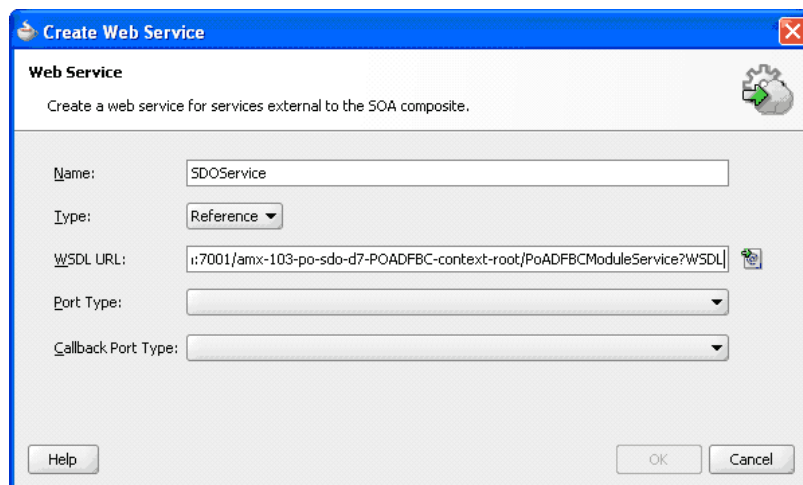 Create Web Service
Web Service
Create a web service for services external to the SOA composite.
Name: SDOService
Type: Reference
WSDL URL: :7001/amx-103-po-sdo-d7-POADFBC-context-root/PoADFBCModuleService?WSDL
Port Type:
Callback Port Type:
Help OK Cancel